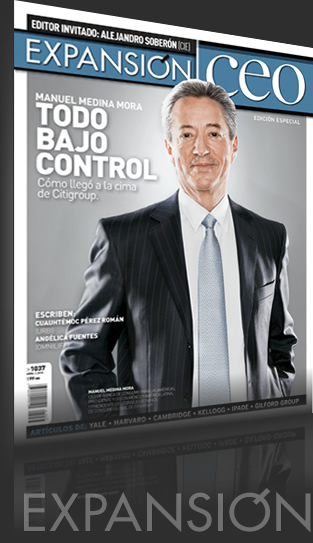 EDITOR INVITADO: ALEJANDRO SOBERÓN (CIE)
EXPANSIÓN ceo
EDICIÓN ESPECIAL
MANUEL MEDINA MORA
TODO
BAJO
CONTROL
Cómo llegó a la cima
de Citigroup.
ESCRIBEN:
CUAUHTÉMOC PÉREZ ROMÁN
ANGÉLICA FUENTES
1037
MANUEL MEDINA MORA
ARTÍCULOS DE: YALE • HARVARD • CAMBRIDGE • KELLOGG • IPADE • GILFORD GROUP
EXPANSIÓN